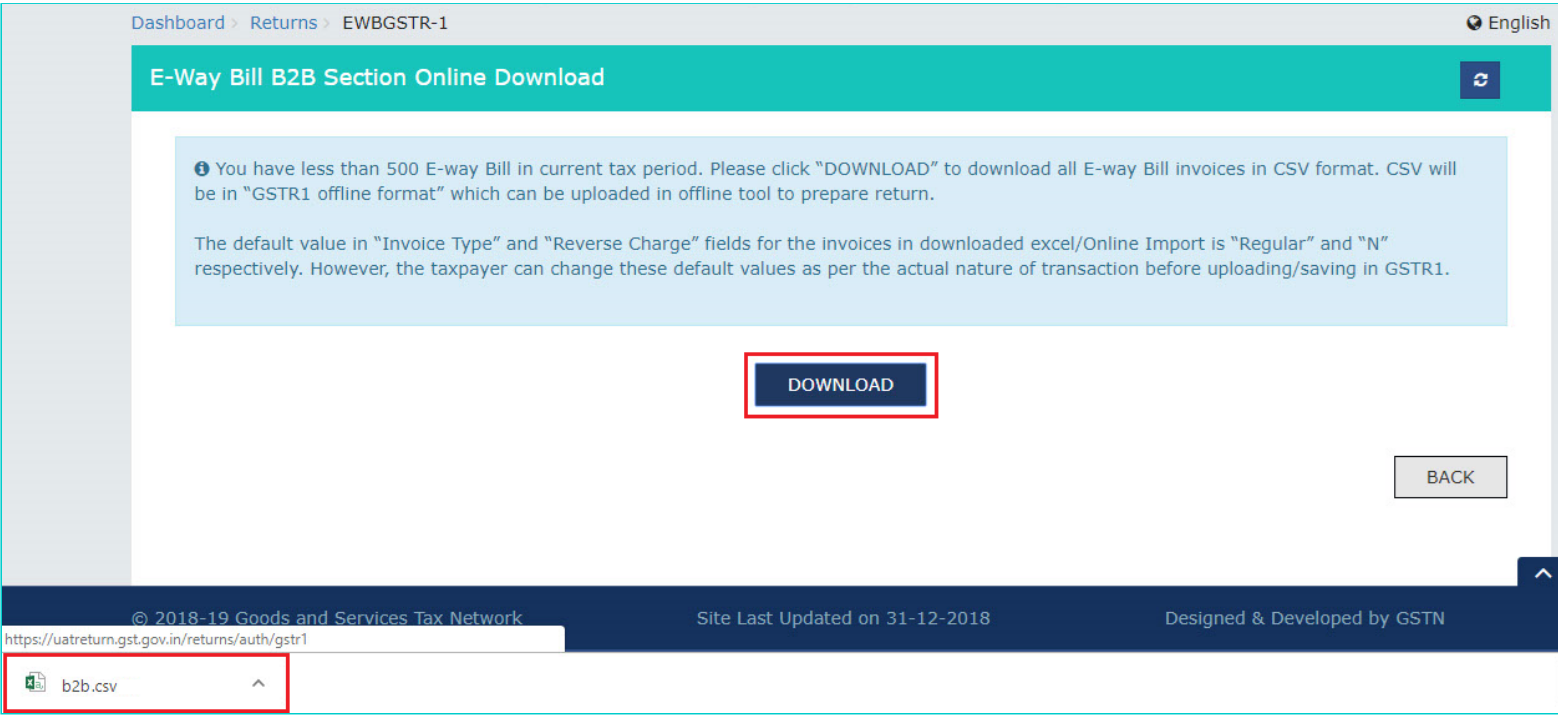 Dashboard > Returns > EWBGSTR-1
English
E-Way Bill B2B Section Online Download
You have less than 500 E-way Bill in current tax period. Please click “DOWNLOAD” to download all E-way Bill invoices in CSV format. CSV will
be in “GSTR1 offline format” which can be uploaded in offline tool to prepare return.
The default value in “Invoice Type” and “Reverse Charge” fields for the invoices in downloaded excel/Online Import is “Regular” and “N”
respectively. However, the taxpayer can change these default values as per the actual nature of transaction before uploading/saving in GSTR1.
DOWNLOAD
BACK
© 2018-19 Goods and Services Tax Network
Site Last Updated on 31-12-2018
Designed & Developed by GSTN
https://uatreturn.gst.gov.in/returns/auth/gstr1
b2b.csv